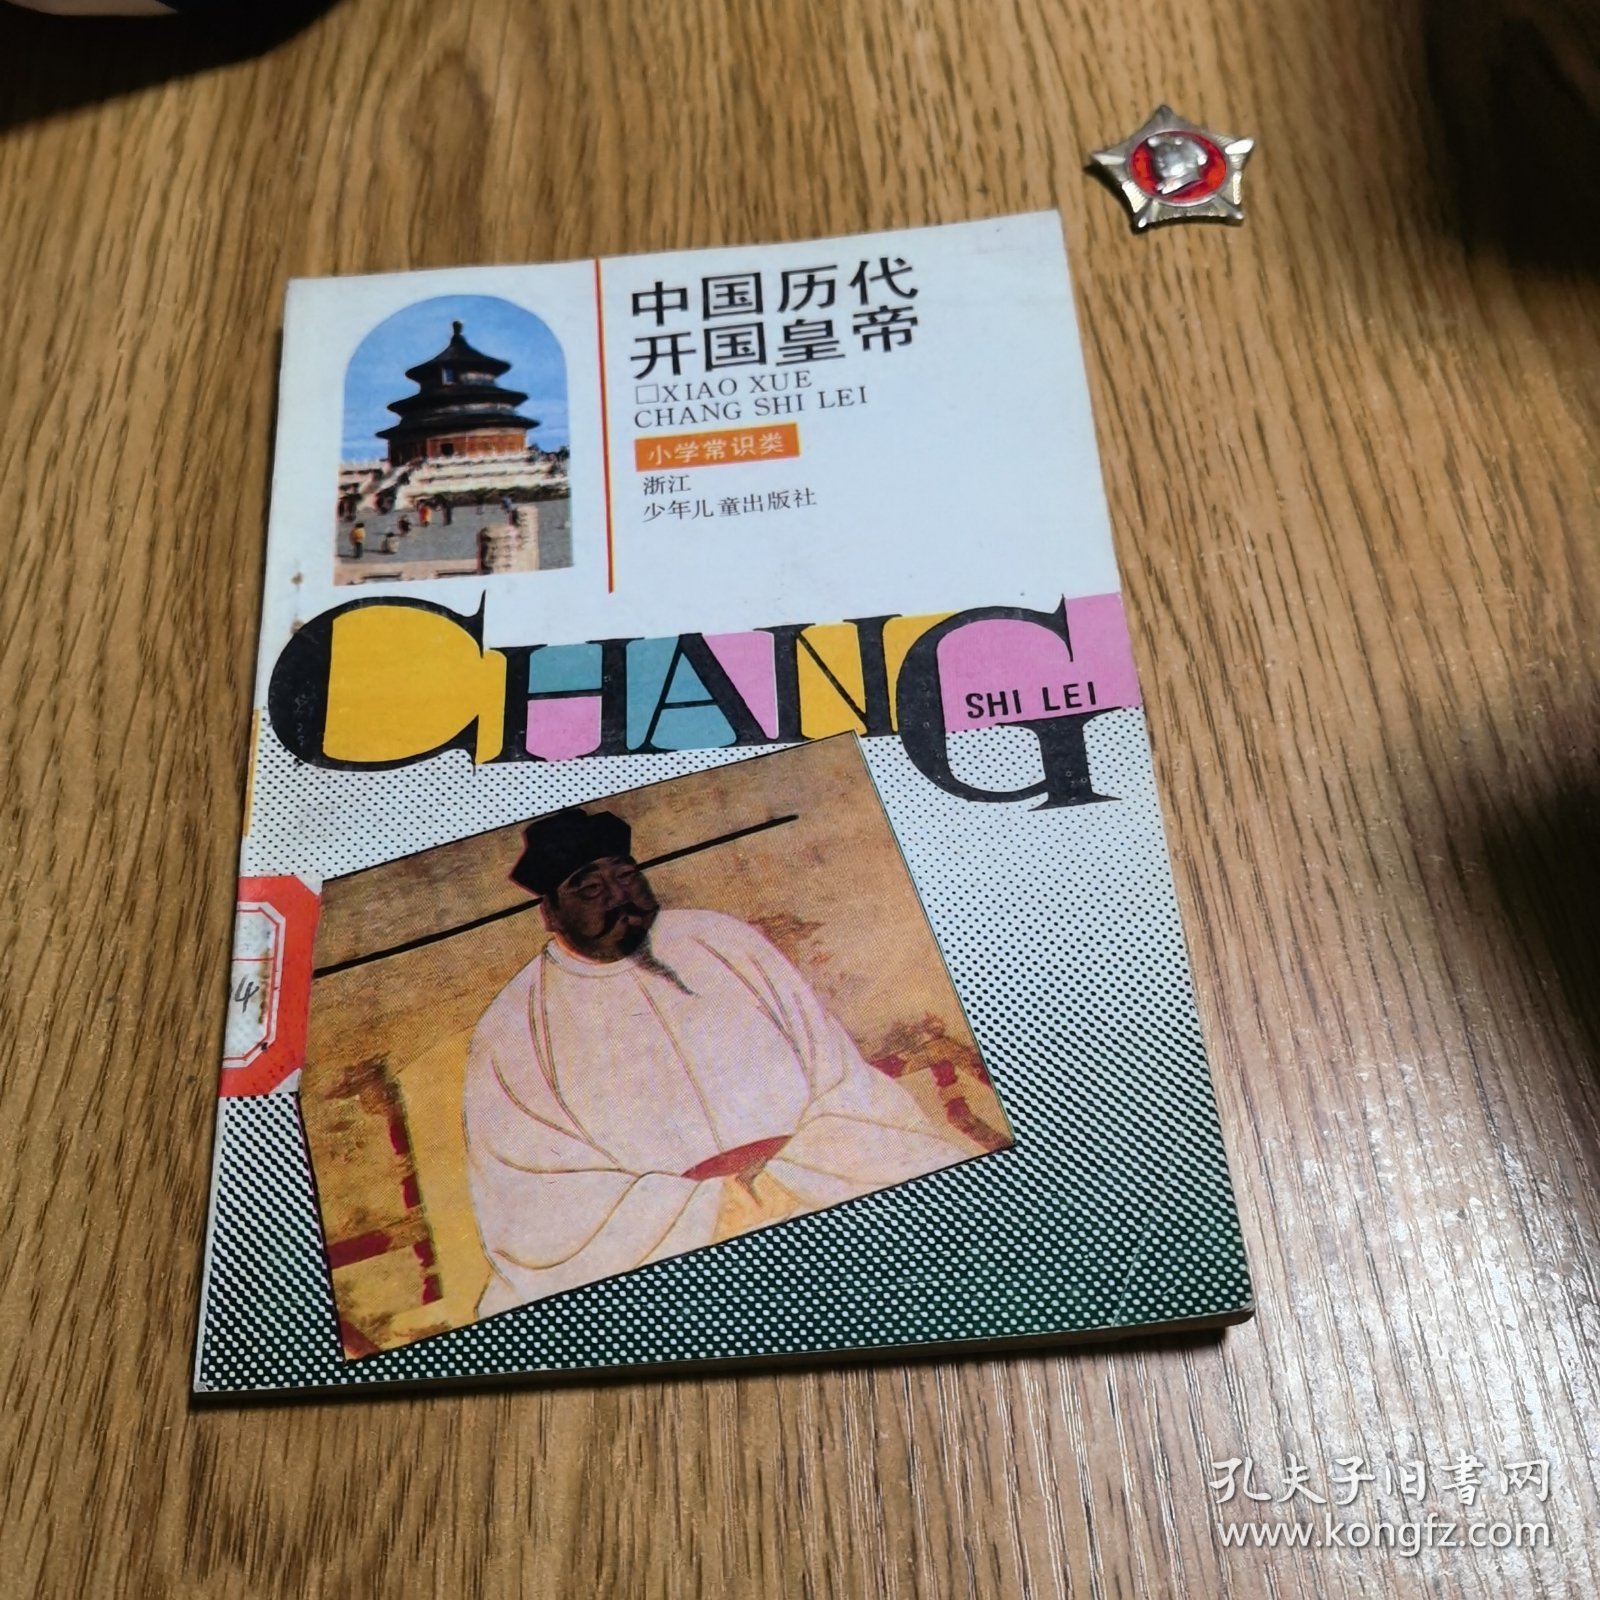 中国历代
开国皇帝
□XIAO XUE
CHANG SHI LEI
小学常识类
浙江
少年儿童出版社
CHANG
SHI LEI
4
孔夫子旧书网
www.kongfz.com